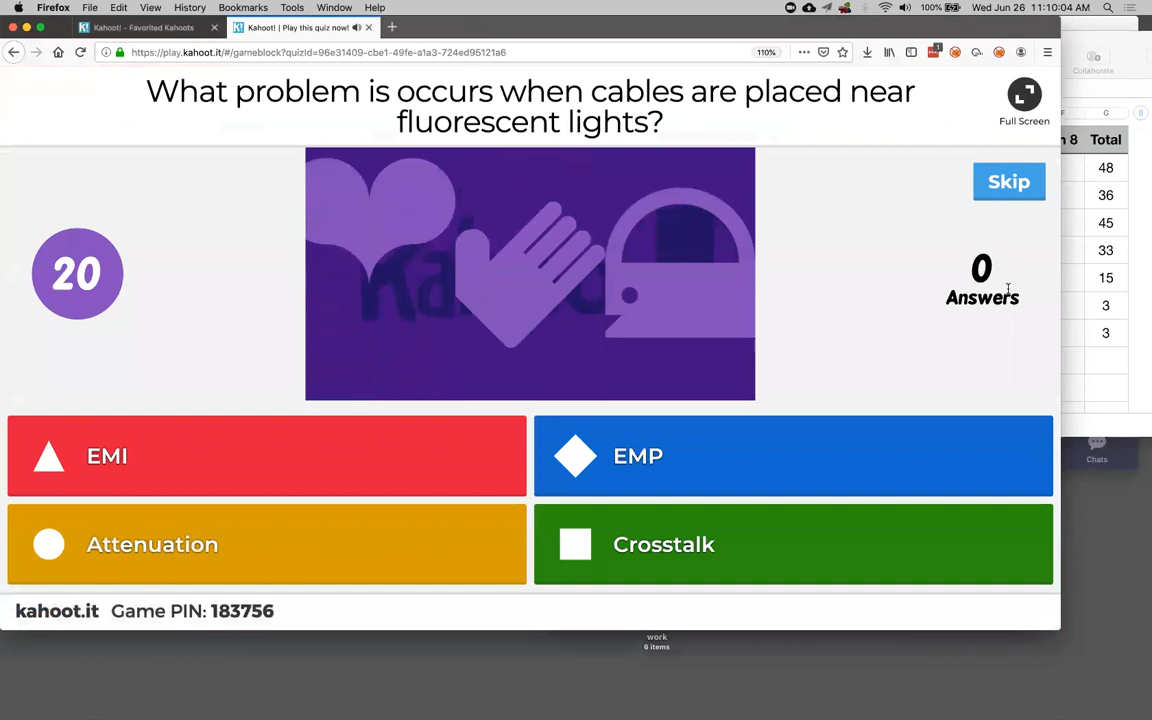 Firefox File Edit View History Bookmarks Tools Window Help 100% Wed Jun 26 11:10:04 AM
Kahoot! - Favorited Kahoots
Kahoot! | Play this quiz now!
https://play.kahoot.it/#/gameblock?quizId=96e31409-cbe1-49fe-a1a3-724ed95121a6
110%
1
What problem is occurs when cables are placed near
fluorescent lights?
Full Screen
Skip
20
0
Answers
EMI
EMP
Attenuation
Crosstalk
kahoot.it Game PIN: 183756
Collaborate
F G
8 Total
48
36
45
33
15
3
3
Chats
work
6 items